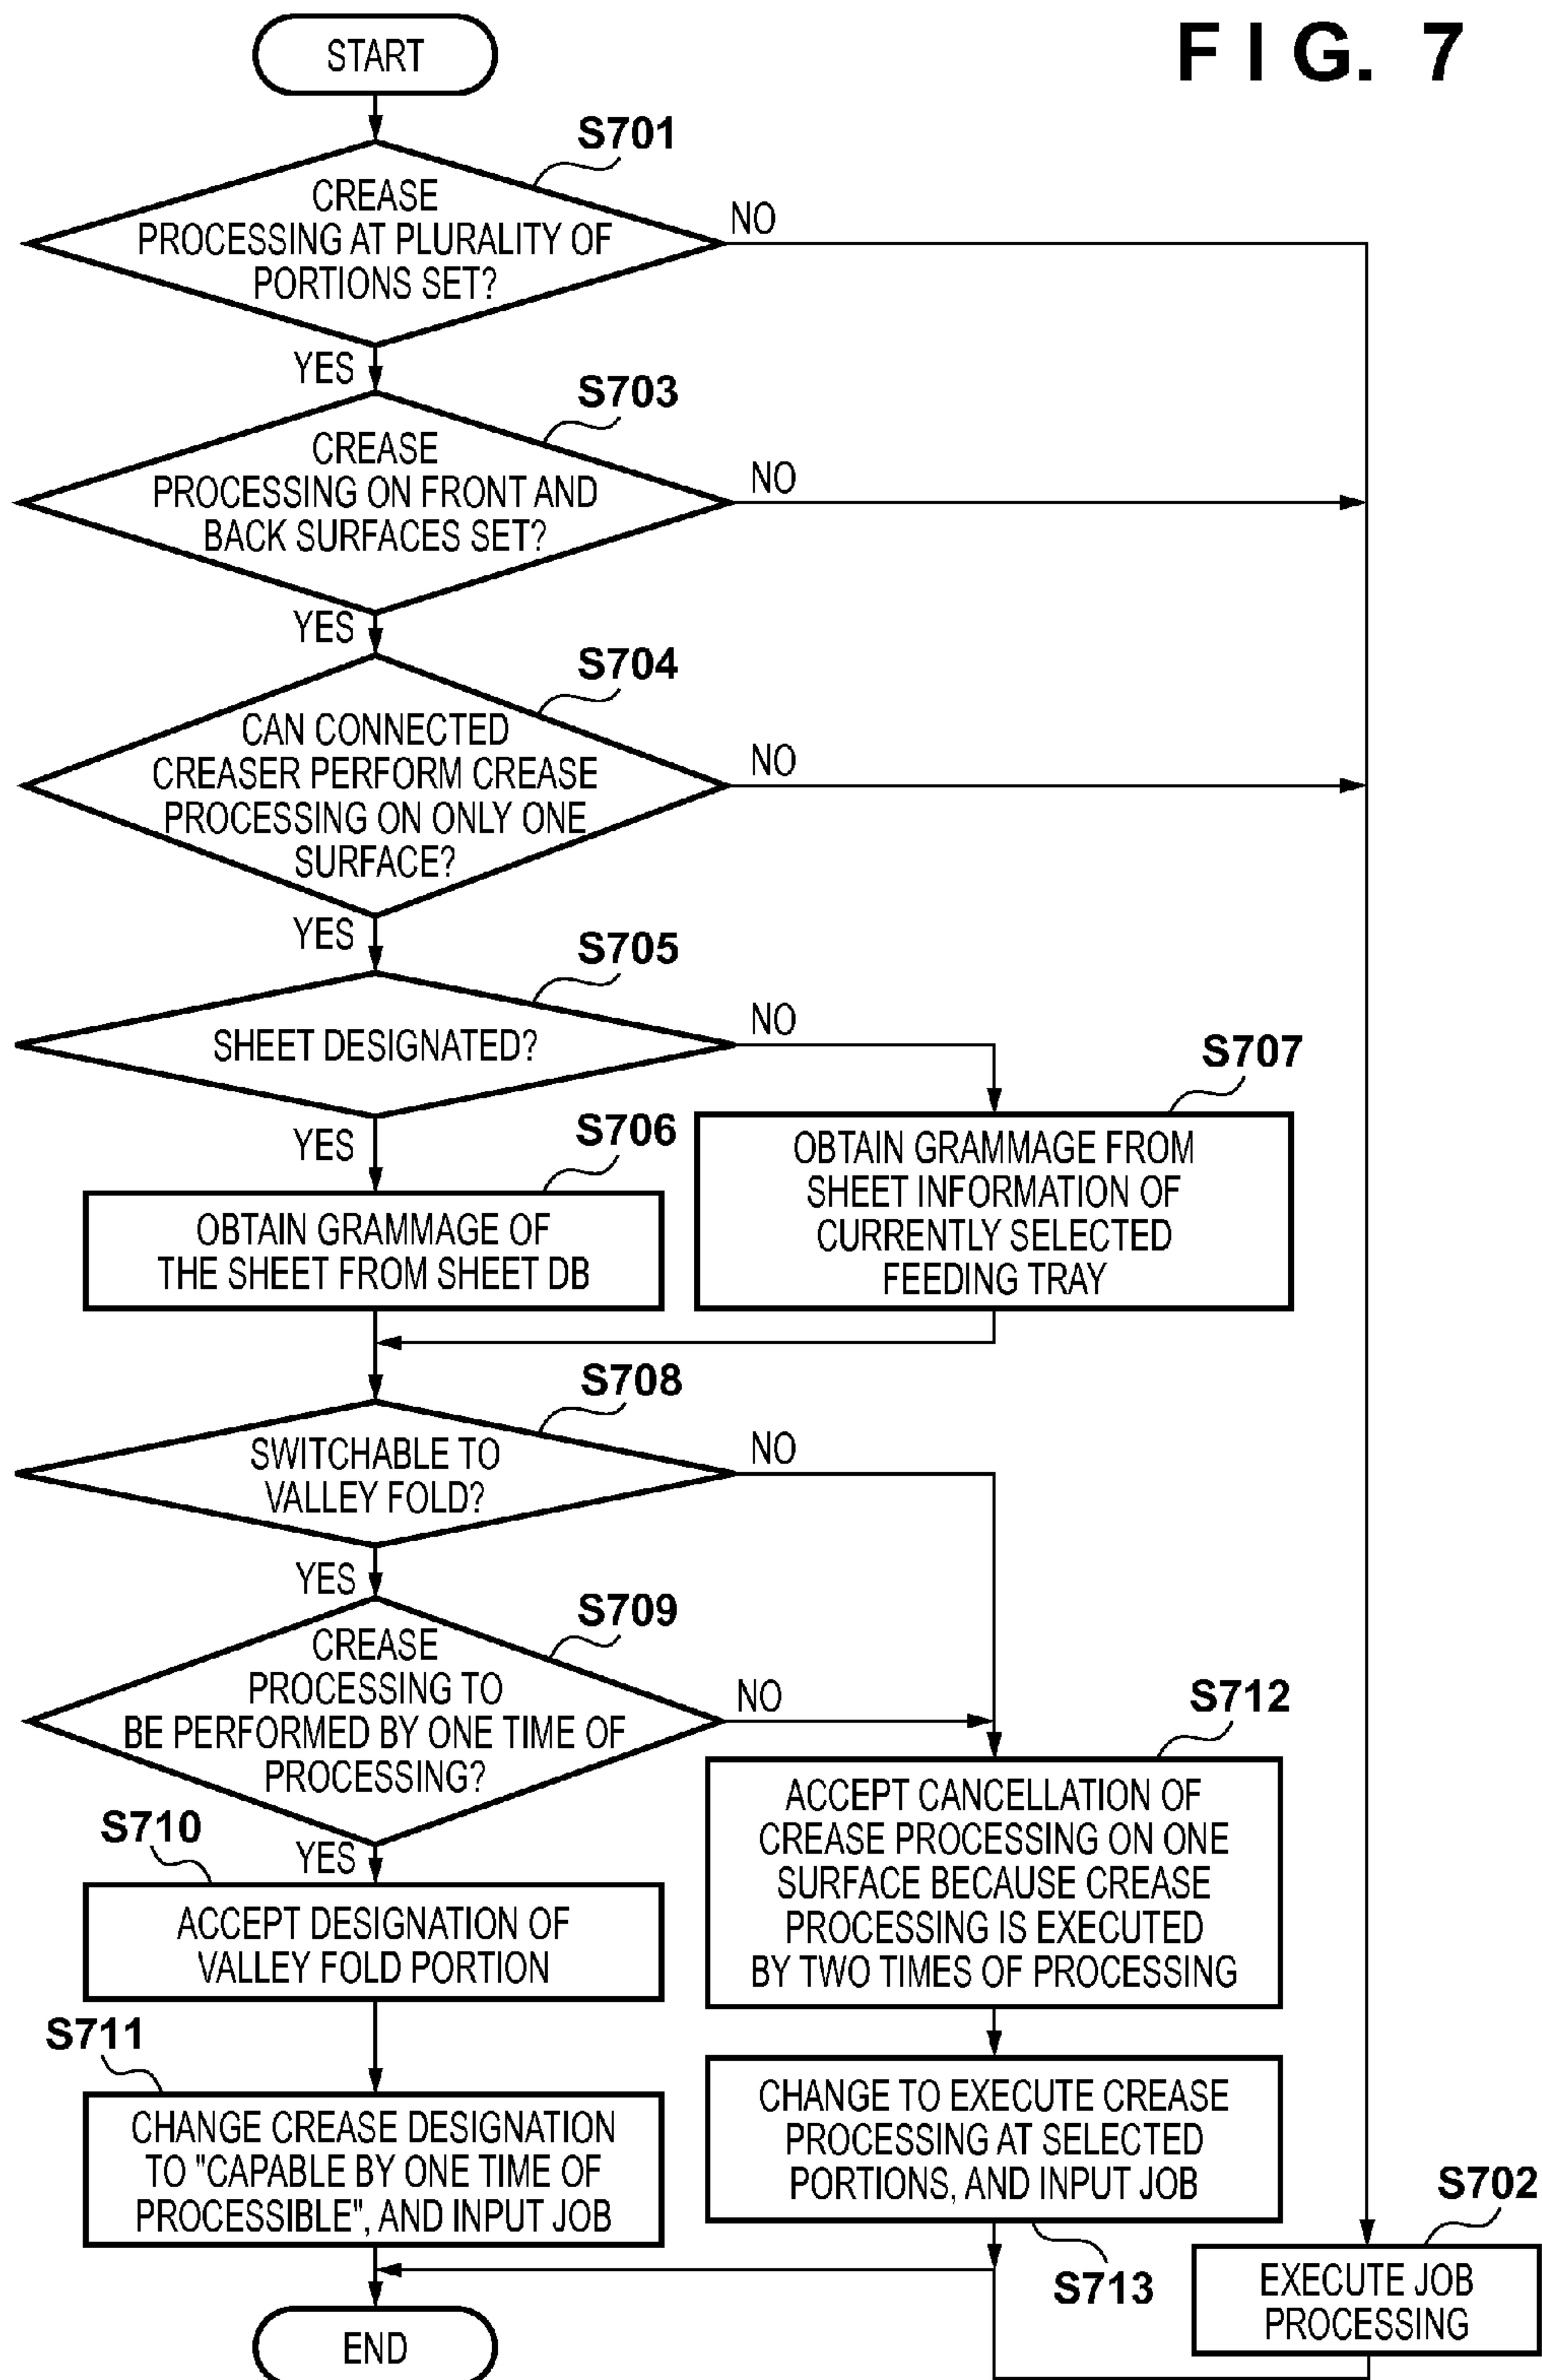 FIG. 7
START
S701
CREASE
PROCESSING AT PLURALITY OF
PORTIONS SET?
NO
YES
S703
CREASE
PROCESSING ON FRONT AND
BACK SURFACES SET?
NO
YES
S704
CAN CONNECTED
CREASER PERFORM CREASE
PROCESSING ON ONLY ONE
SURFACE?
NO
YES
S705
SHEET DESIGNATED?
NO
YES
S706
OBTAIN GRAMMAGE OF
THE SHEET FROM SHEET DB
S707
OBTAIN GRAMMAGE FROM
SHEET INFORMATION OF
CURRENTLY SELECTED
FEEDING TRAY
S708
SWITCHABLE TO
VALLEY FOLD?
NO
YES
S709
CREASE
PROCESSING TO
BE PERFORMED BY ONE TIME OF
PROCESSING?
NO
YES
S710
ACCEPT DESIGNATION OF
VALLEY FOLD PORTION
S711
CHANGE CREASE DESIGNATION
TO "CAPABLE BY ONE TIME OF
PROCESSIBLE", AND INPUT JOB
S712
ACCEPT CANCELLATION OF
CREASE PROCESSING ON ONE
SURFACE BECAUSE CREASE
PROCESSING IS EXECUTED
BY TWO TIMES OF PROCESSING
CHANGE TO EXECUTE CREASE
PROCESSING AT SELECTED
PORTIONS, AND INPUT JOB
S713
S702
EXECUTE JOB
PROCESSING
END